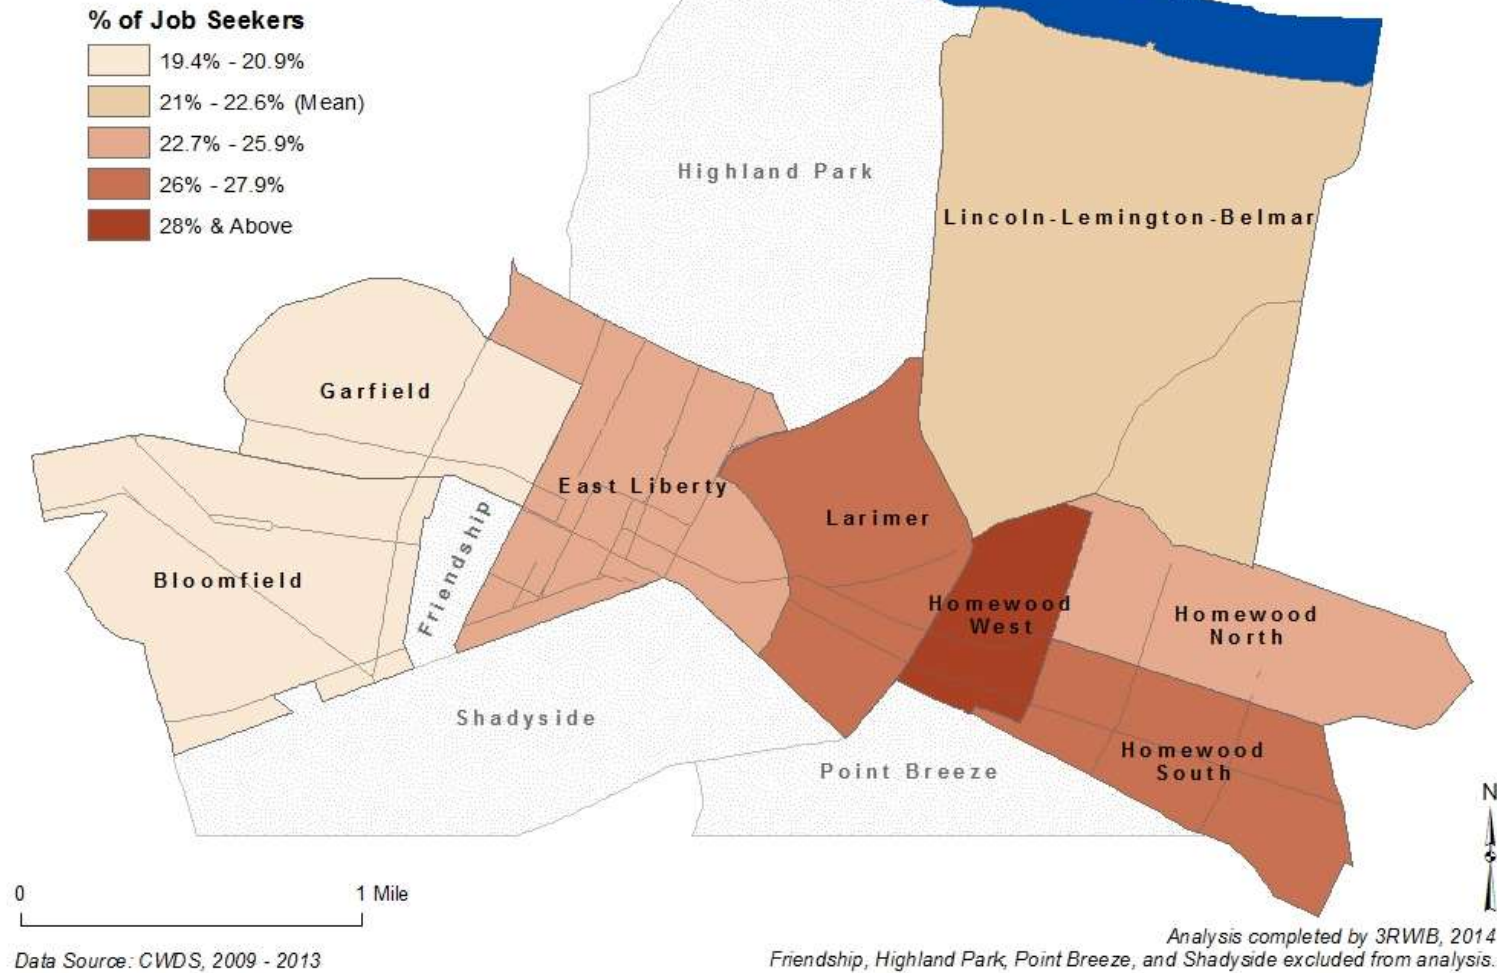 % of Job Seekers
19.4% - 20.9%
21% - 22.6% (Mean)
22.7% - 25.9%
26% - 27.9%
28% & Above
Highland Park
Lincoln-Lemington-Belmar
Garfield
East Liberty
Larimer
Friendship
Bloomfield
Homewood
West
Homewood
North
Shadyside
Homewood
South
Point Breeze
N
0 1 Mile
Data Source: CWDS, 2009 - 2013
Analysis completed by 3RWIB, 2014
Friendship, Highland Park, Point Breeze, and Shadyside excluded from analysis.